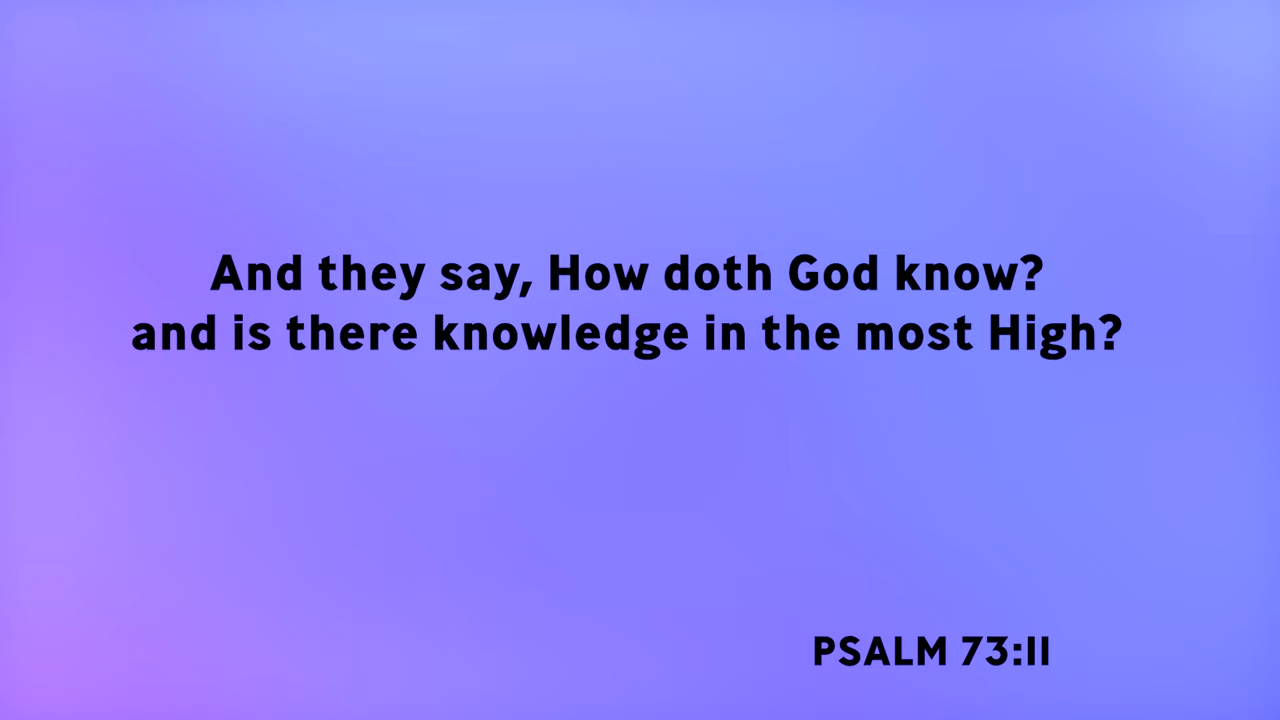 And they say, How doth God know?
and is there knowledge in the most High?
PSALM 73:11